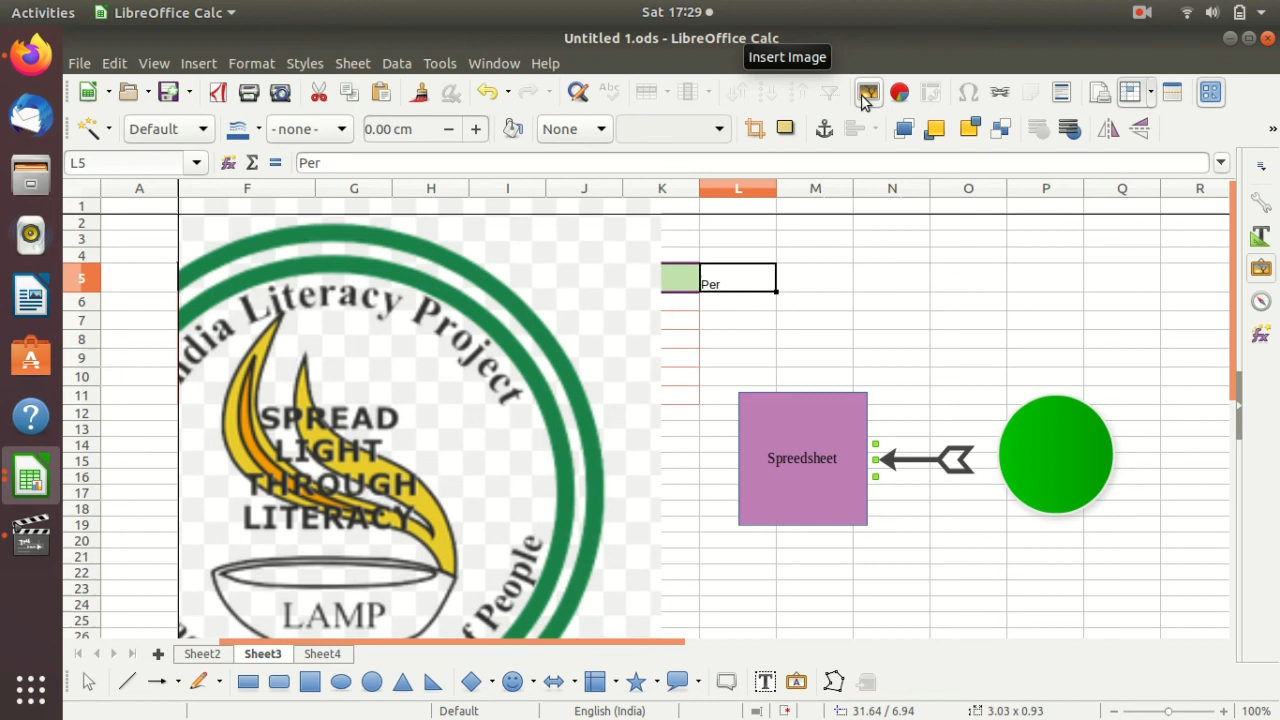 Activities LibreOffice Calc Sat 17:29
Untitled 1.ods - LibreOffice Calc
Insert Image
File Edit View Insert Format Styles Sheet Data Tools Window Help
Default - none - 0.00 cm None
L5 Per
A F G H I J K L M N O P Q R
1
2
3
4
5 Per
6
7
8
9
10
11
12
13
14
15
16
17
18
19
20
21
22
23
24
25
26
India Literacy Project
SPREAD
LIGHT
THROUGH
LITERACY
LAMP
of People
Spreedsheet
Sheet2 Sheet3 Sheet4
Default English (India) 31.64 / 6.94 3.03 x 0.93 100%